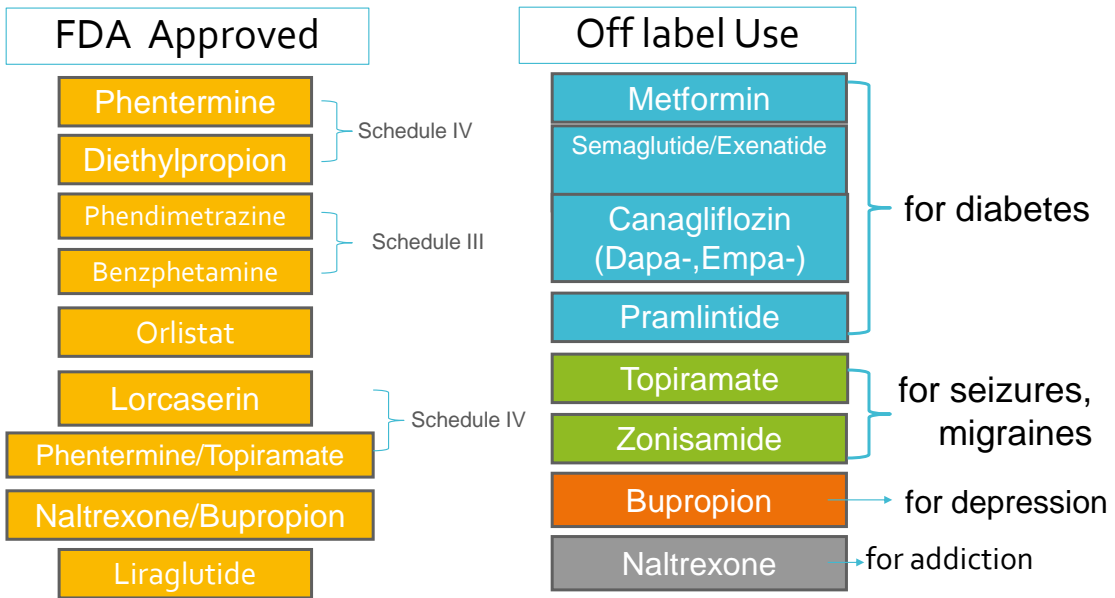 FDA Approved
Phentermine
Diethylpropion
Schedule IV
Phendimetrazine
Benzphetamine
Schedule III
Orlistat
Lorcaserin
Phentermine/Topiramate
Schedule IV
Naltrexone/Bupropion
Liraglutide
Off label Use
Metformin
Semaglutide/Exenatide
Canagliflozin
(Dapa-,Empa-)
Pramlintide
for diabetes
Topiramate
Zonisamide
for seizures,
migraines
Bupropion
for depression
Naltrexone
for addiction